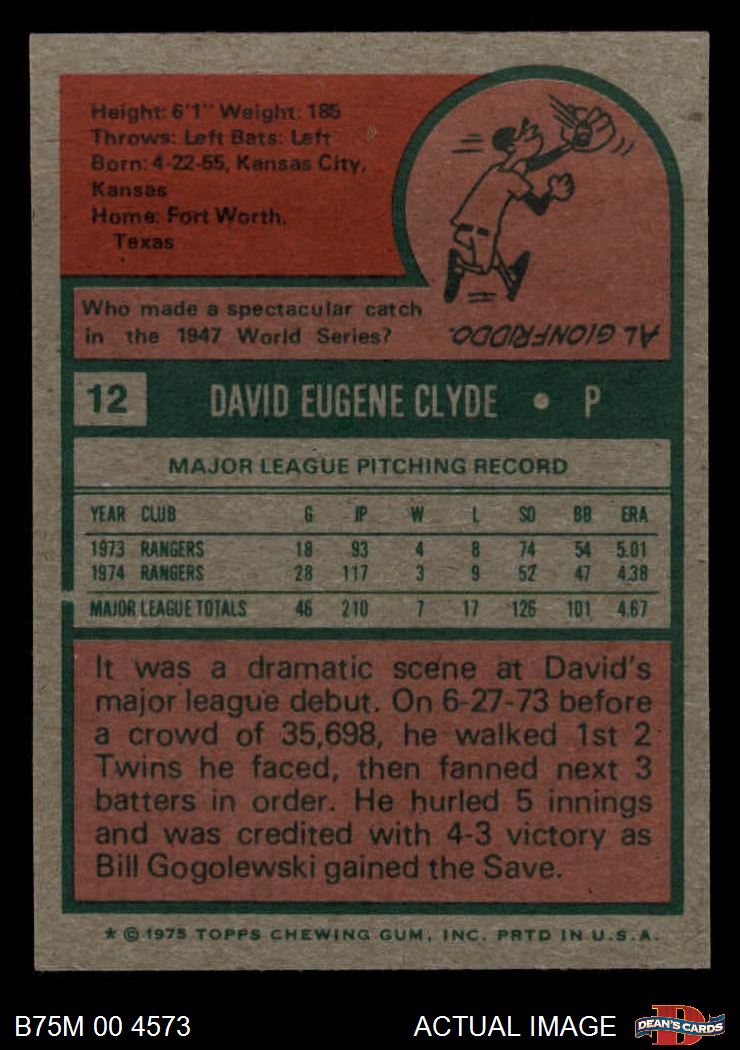 Height: 6'1" Weight: 185
Throws: Left Bats: Left
Born: 4-22-55, Kansas City,
Kansas
Home: Fort Worth,
Texas
Who made a spectacular catch
in the 1947 World Series?
AL GIONFRIDDO.
12 DAVID EUGENE CLYDE • P
MAJOR LEAGUE PITCHING RECORD
YEAR CLUB G IP W L SO BB ERA
1973 RANGERS 18 93 4 8 74 54 5.01
1974 RANGERS 28 117 3 9 52 47 4.38
MAJOR LEAGUE TOTALS 46 210 7 17 126 101 4.67
It was a dramatic scene at David's
major league debut. On 6-27-73 before
a crowd of 35,698, he walked 1st 2
Twins he faced, then fanned next 3
batters in order. He hurled 5 innings
and was credited with 4-3 victory as
Bill Gogolewski gained the Save.
* © 1975 TOPPS CHEWING GUM, INC. PRTD IN U.S.A.
B75M 00 4573 ACTUAL IMAGE DEAN'S CARDS